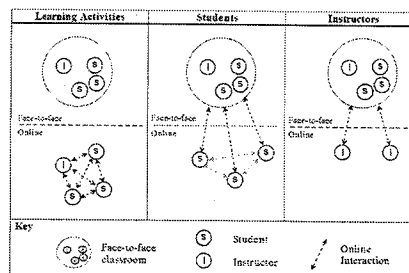 Learning Activities Students Instructors
I S S S S I S S S S I S S S S
Face-to-face Face-to-face Face-to-face
Online Online Online
S I S S S S S I I
Key
Face-to-face classroom
S Student
I Instructor
Online Interaction